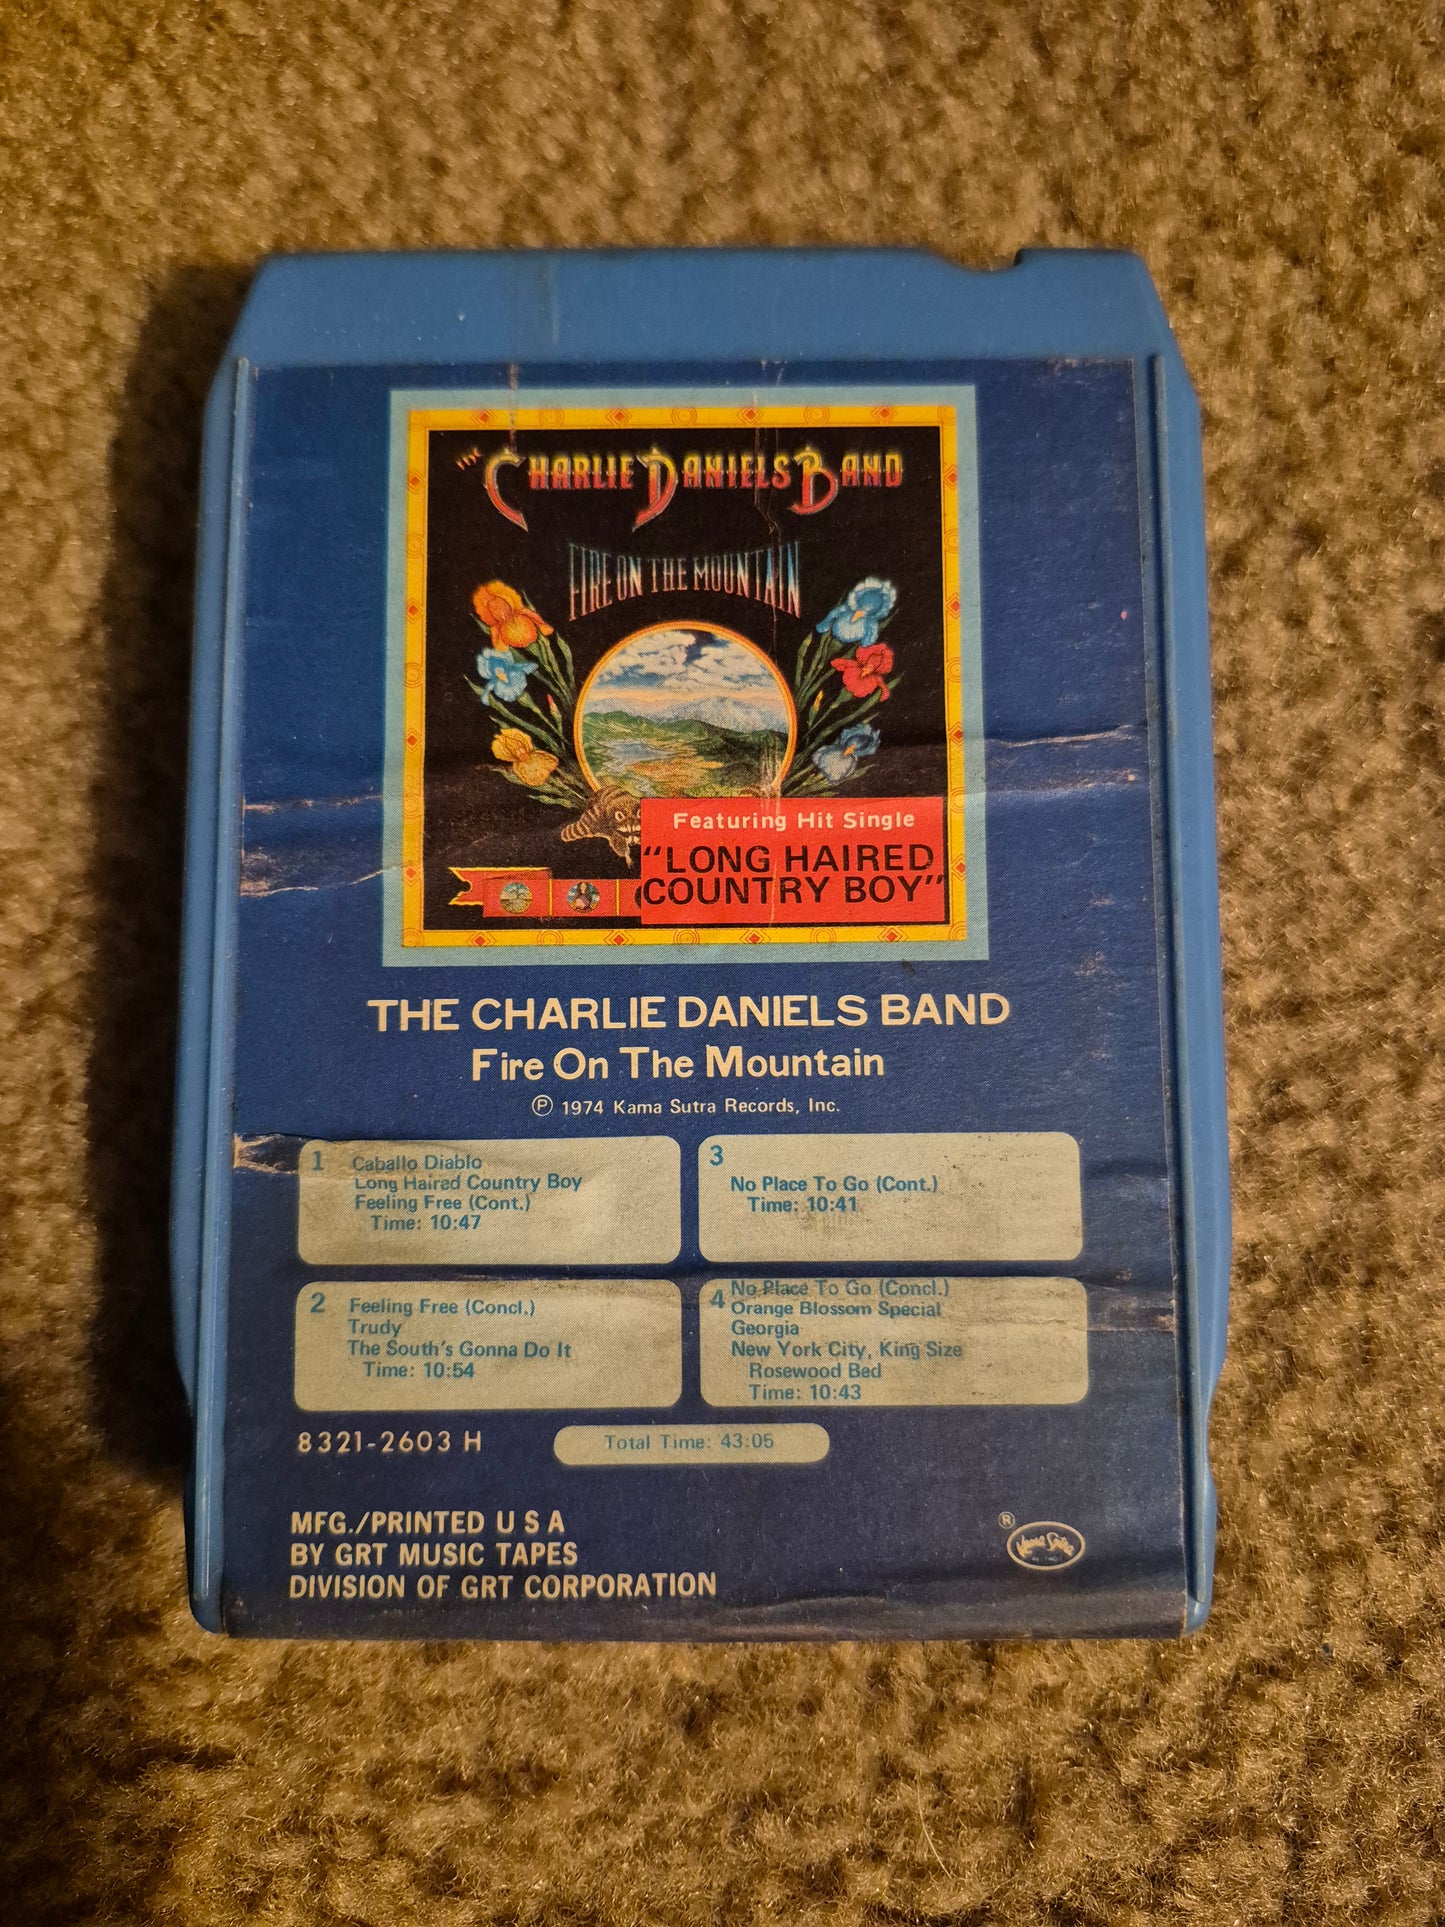 THE CHARLIE DANIELS BAND
FIRE ON THE MOUNTAIN
Featuring Hit Single
"LONG HAIRED
COUNTRY BOY"
THE CHARLIE DANIELS BAND
Fire On The Mountain
Ⓟ 1974 Kama Sutra Records, Inc.
1 Caballo Diablo
Long Haired Country Boy
Feeling Free (Cont.)
Time: 10:47
2 Feeling Free (Concl.)
Trudy
The South's Gonna Do It
Time: 10:54
3
No Place To Go (Cont.)
Time: 10:41
No Place To Go (Concl.)
4 Orange Blossom Special
Georgia
New York City, King Size
Rosewood Bed
Time: 10:43
8321-2603 H
Total Time: 43:05
MFG./PRINTED U S A
BY GRT MUSIC TAPES
DIVISION OF GRT CORPORATION
®
Kama Sutra